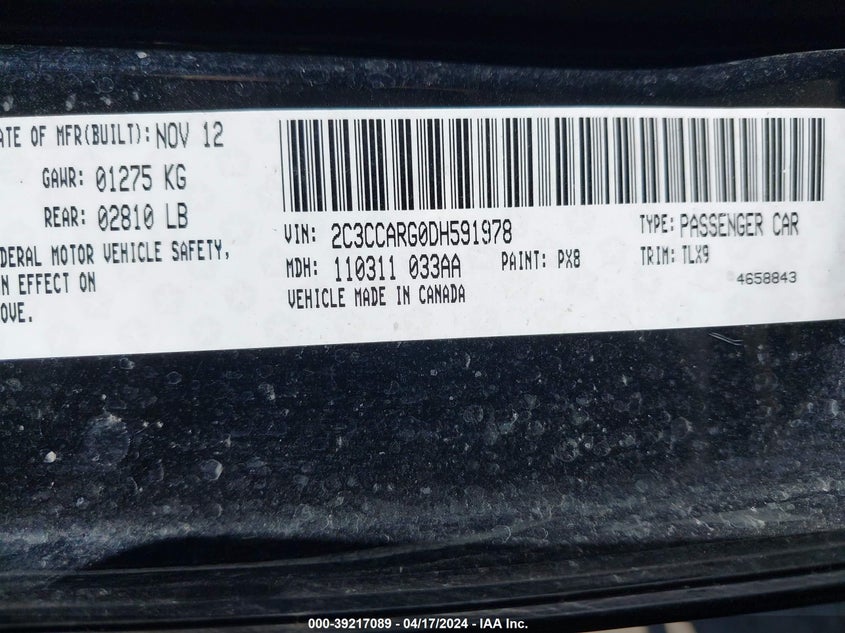 ATE OF MFR(BUILT): NOV 12
GAWR: 01275 KG
REAR: 02810 LB
DERAL MOTOR VEHICLE SAFETY,
N EFFECT ON
OVE.
VIN: 2C3CCARG0DH591978
TYPE: PASSENGER CAR
MDH: 110311 033AA
PAINT: PX8
TRIM: TLX9
VEHICLE MADE IN CANADA
4658843
000-39217089 - 04/17/2024 - IAA Inc.